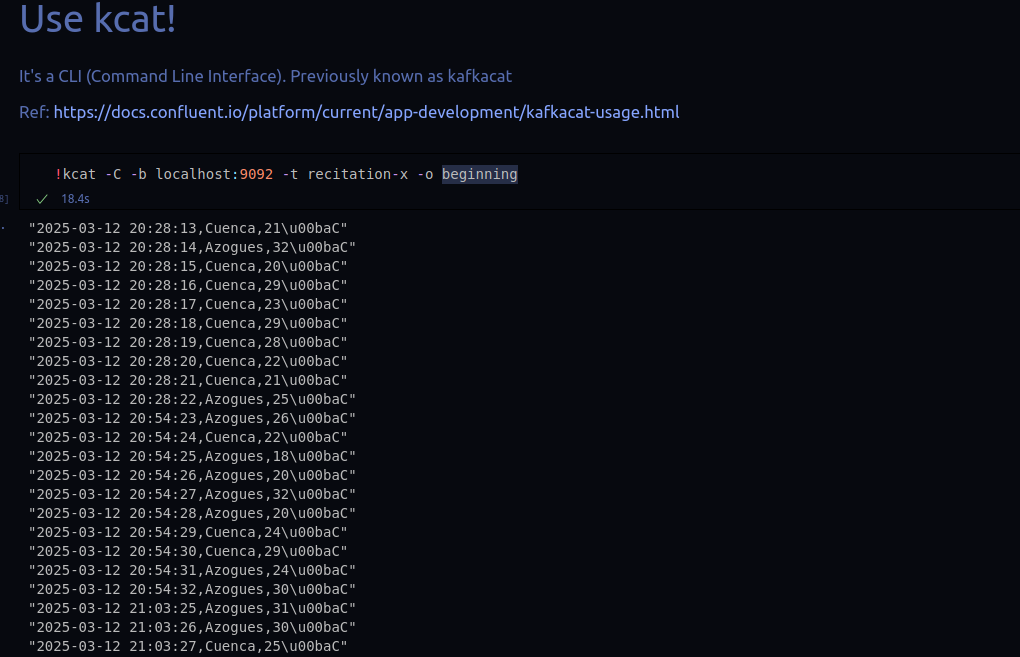 Use kcat!
It's a CLI (Command Line Interface). Previously known as kafkacat
Ref: https://docs.confluent.io/platform/current/app-development/kafkacat-usage.html
!kcat -C -b localhost:9092 -t recitation-x -o beginning
8]
✓ 18.4s
"2025-03-12 20:28:13,Cuenca,21\u00baC"
"2025-03-12 20:28:14,Azogues,32\u00baC"
"2025-03-12 20:28:15,Cuenca,20\u00baC"
"2025-03-12 20:28:16,Cuenca,29\u00baC"
"2025-03-12 20:28:17,Cuenca,23\u00baC"
"2025-03-12 20:28:18,Cuenca,29\u00baC"
"2025-03-12 20:28:19,Cuenca,28\u00baC"
"2025-03-12 20:28:20,Cuenca,22\u00baC"
"2025-03-12 20:28:21,Cuenca,21\u00baC"
"2025-03-12 20:28:22,Azogues,25\u00baC"
"2025-03-12 20:54:23,Azogues,26\u00baC"
"2025-03-12 20:54:24,Cuenca,22\u00baC"
"2025-03-12 20:54:25,Azogues,18\u00baC"
"2025-03-12 20:54:26,Azogues,20\u00baC"
"2025-03-12 20:54:27,Azogues,32\u00baC"
"2025-03-12 20:54:28,Azogues,20\u00baC"
"2025-03-12 20:54:29,Cuenca,24\u00baC"
"2025-03-12 20:54:30,Cuenca,29\u00baC"
"2025-03-12 20:54:31,Azogues,24\u00baC"
"2025-03-12 20:54:32,Azogues,30\u00baC"
"2025-03-12 21:03:25,Azogues,31\u00baC"
"2025-03-12 21:03:26,Azogues,30\u00baC"
"2025-03-12 21:03:27,Cuenca,25\u00baC"